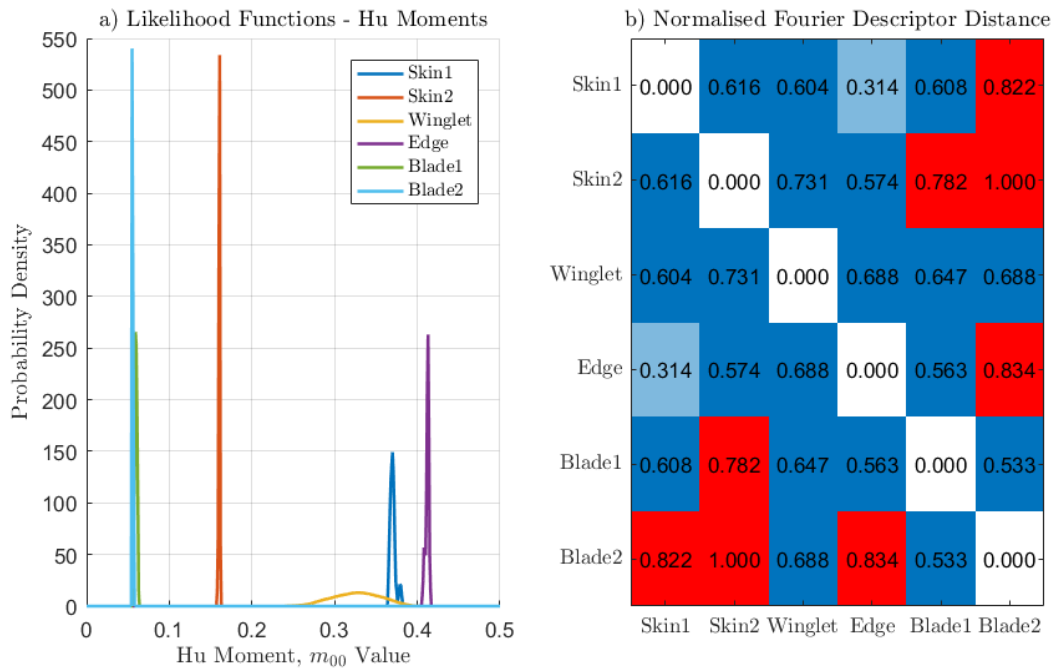 a) Likelihood Functions - Hu Moments
550
500
450
400
350
300
250
200
150
100
50
0
Probability Density
0 0.1 0.2 0.3 0.4 0.5
Hu Moment, m00 Value
Skin1
Skin2
Winglet
Edge
Blade1
Blade2
b) Normalised Fourier Descriptor Distance
Skin1 0.000 0.616 0.604 0.314 0.608 0.822
Skin2 0.616 0.000 0.731 0.574 0.782 1.000
Winglet 0.604 0.731 0.000 0.688 0.647 0.688
Edge 0.314 0.574 0.688 0.000 0.563 0.834
Blade1 0.608 0.782 0.647 0.563 0.000 0.533
Blade2 0.822 1.000 0.688 0.834 0.533 0.000
Skin1 Skin2 Winglet Edge Blade1 Blade2